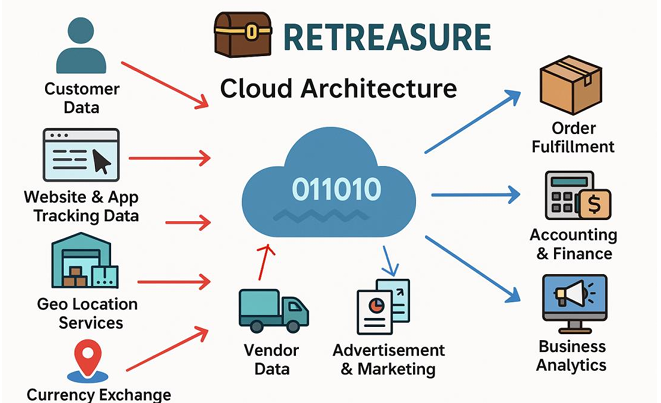 RETREASURE
Cloud Architecture
Customer
Data
Website & App
Tracking Data
Geo Location
Services
Currency Exchange
011010
Vendor
Data
Advertisement
& Marketing
Order
Fulfillment
Accounting
& Finance
Business
Analytics
$